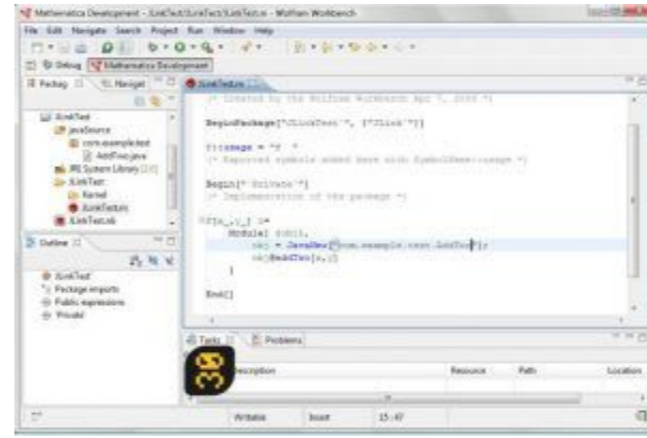 Mathematica Development - JLinkTest/JLinkTest/JLinkTest.m - Wolfram Workbench
File Edit Navigate Search Project Run Window Help
Debug Mathematica Development
Packag Navigat
JLinkTest.m
JLinkTest
javaSource
com.example.test
AddTwo.java
JRE System Library
JLinkTest
Kernel
JLinkTest.m
JLinkTest.nb
(* Created by the Wolfram Workbench Apr 7, *)
BeginPackage["JLinkTest`", {"JLink`"}]
f::usage = "f
(* Exported symbols added here with SymbolName::usage *)
Begin["`Private`"]
(* Implementation of the package *)
f[x_,y_] :=
Module[ {obj},
obj = JavaNew["com.example.test.AddTwo"];
obj@AddTwo[x,y]
]
End[]
Outline
JLinkTest
Package imports
Public expressions
`Private`
Tasks Problems
Description Resource Path Location
30
Writable Insert 15:47